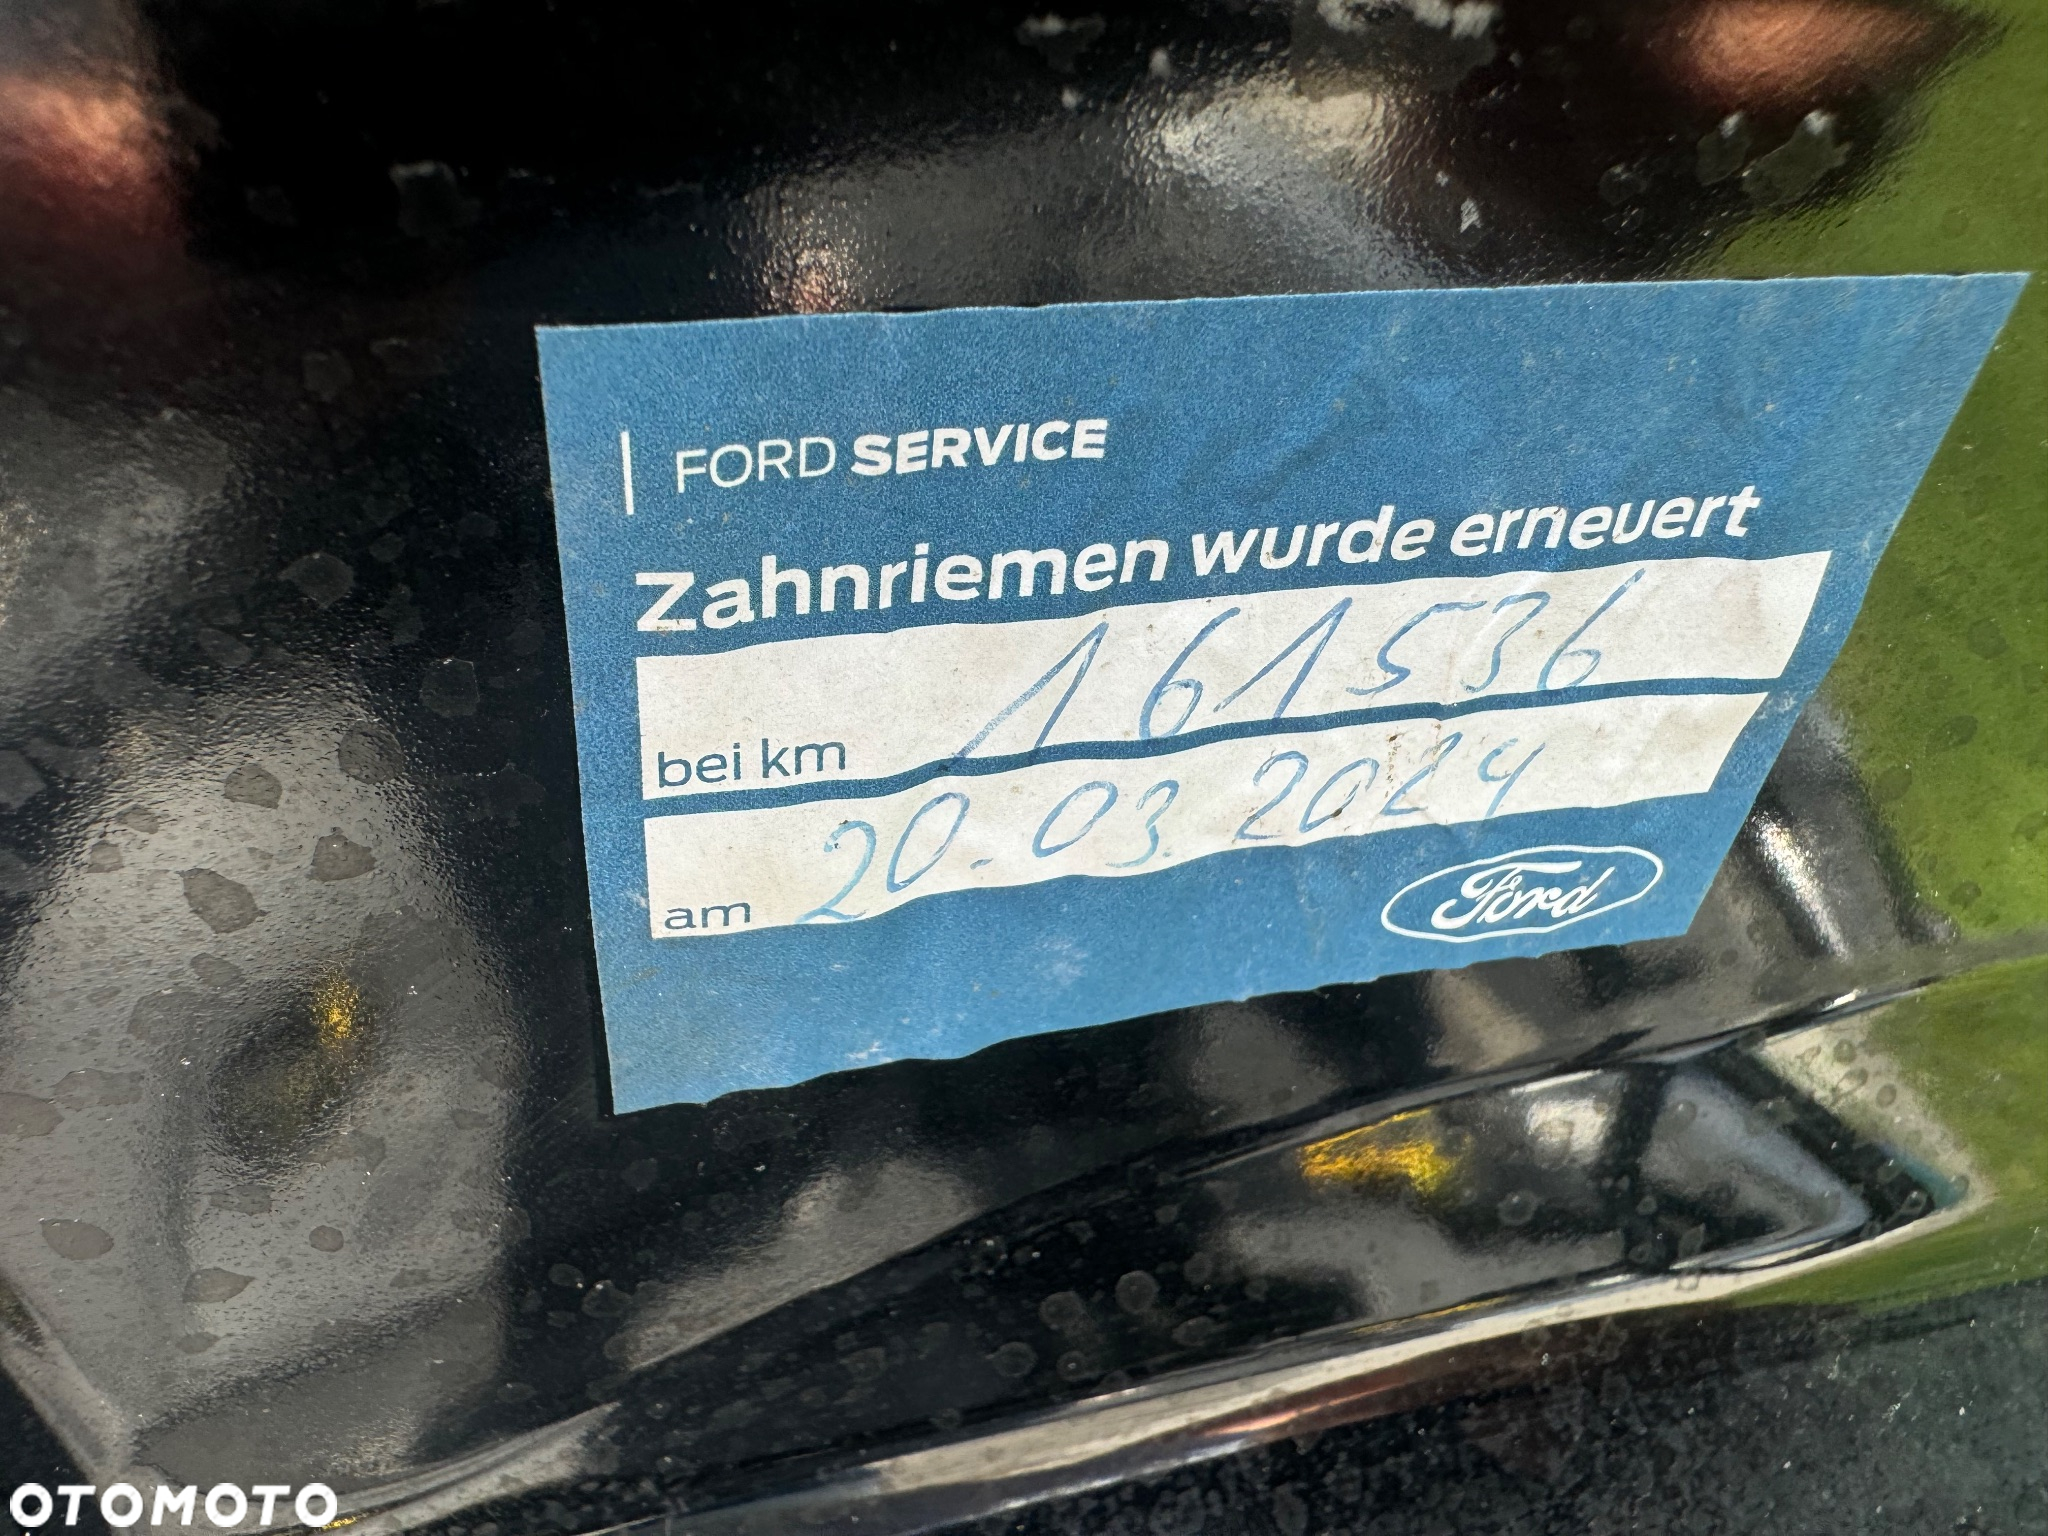 FORD SERVICE
Zahnriemen wurde erneuert
bei km 161536
am 20.03.2024
Ford
OTOMOTO